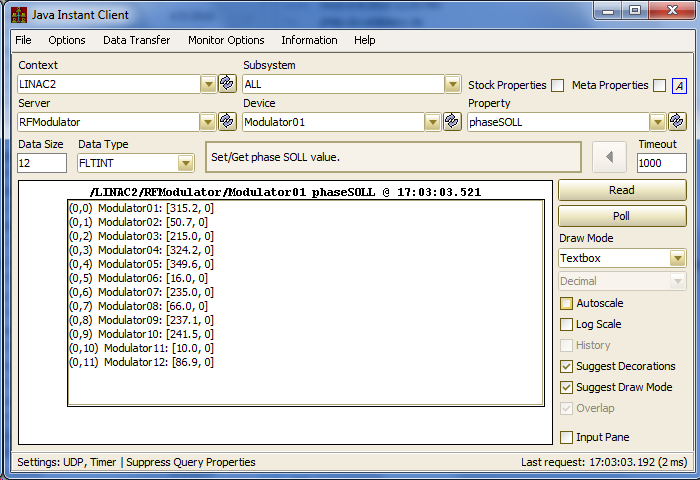 Java Instant Client
File Options Data Transfer Monitor Options Information Help
Context Subsystem
LINAC2 ALL Stock Properties Meta Properties A
Server Device Property
RFModulator Modulator01 phaseSOLL
Data Size Data Type Timeout
12 FLTINT Set/Get phase SOLL value. 1000
/LINAC2/RFModulator/Modulator01 phaseSOLL @ 17:03:03.521
(0,0) Modulator01: [315.2, 0]
(0,1) Modulator02: [50.7, 0]
(0,2) Modulator03: [215.0, 0]
(0,3) Modulator04: [324.2, 0]
(0,4) Modulator05: [349.6, 0]
(0,5) Modulator06: [16.0, 0]
(0,6) Modulator07: [235.0, 0]
(0,7) Modulator08: [66.0, 0]
(0,8) Modulator09: [237.1, 0]
(0,9) Modulator10: [241.5, 0]
(0,10) Modulator11: [10.0, 0]
(0,11) Modulator12: [86.9, 0]
Read
Poll
Draw Mode
Textbox
Decimal
Autoscale
Log Scale
History
Suggest Decorations
Suggest Draw Mode
Overlap
Input Pane
Settings: UDP, Timer | Suppress Query Properties Last request: 17:03:03.192 (2 ms)